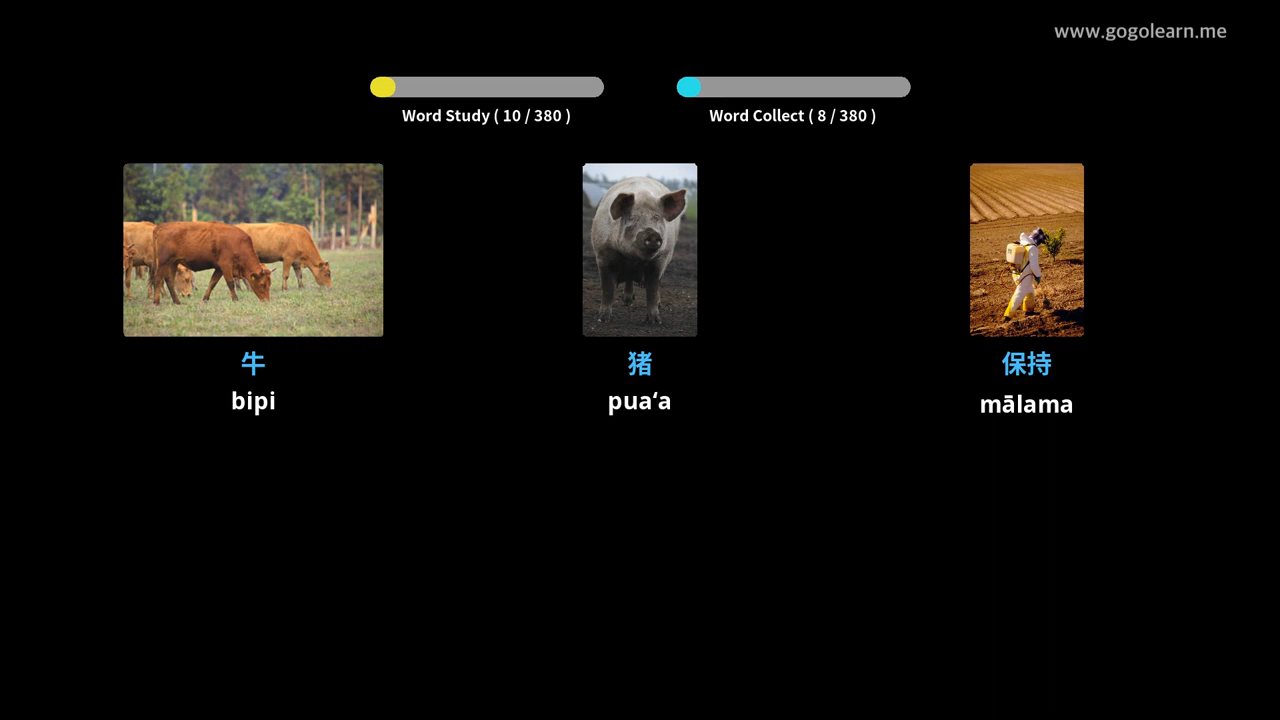 www.gogolearn.me
Word Study ( 10 / 380 )
Word Collect ( 8 / 380 )
牛
猪
保持
bipi
puaʻa
mālama